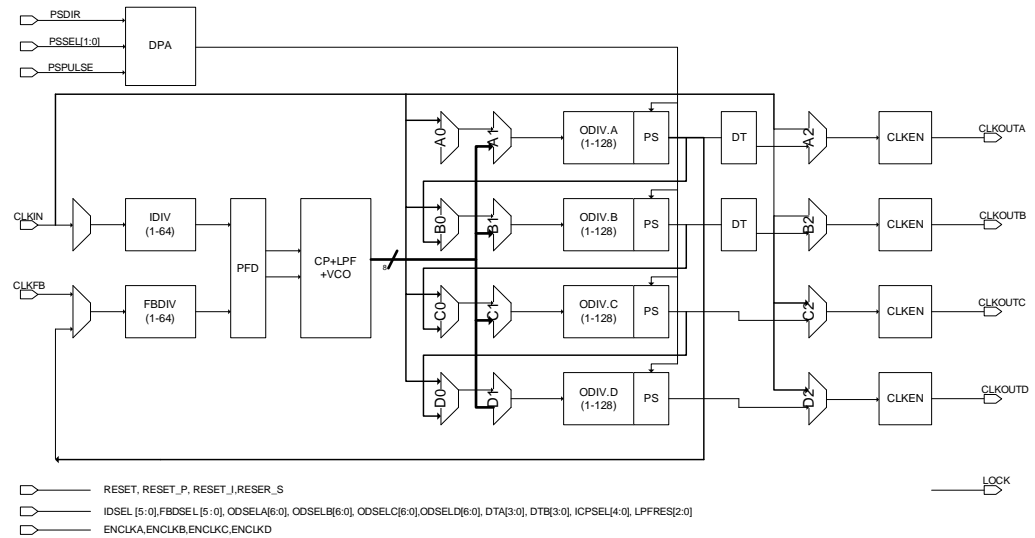 PSDIR
PSSEL[1:0]
PSPULSE
DPA
A0
A1
ODIV.A
(1-128)
PS
DT
A2
CLKEN
CLKOUTA
CLKIN
IDIV
(1-64)
B0
B1
ODIV.B
(1-128)
PS
DT
B2
CLKEN
CLKOUTB
PFD
CP+LPF
+VCO
8
CLKFB
FBDIV
(1-64)
C0
C1
ODIV.C
(1-128)
PS
C2
CLKEN
CLKOUTC
D0
D1
ODIV.D
(1-128)
PS
D2
CLKEN
CLKOUTD
RESET, RESET_P, RESET_I,RESER_S
LOCK
IDSEL [5:0],FBDSEL [5:0], ODSELA[6:0], ODSELB[6:0], ODSELC[6:0],ODSELD[6:0], DTA[3:0], DTB[3:0], ICPSEL[4:0], LPFRES[2:0]
ENCLKA,ENCLKB,ENCLKC,ENCLKD